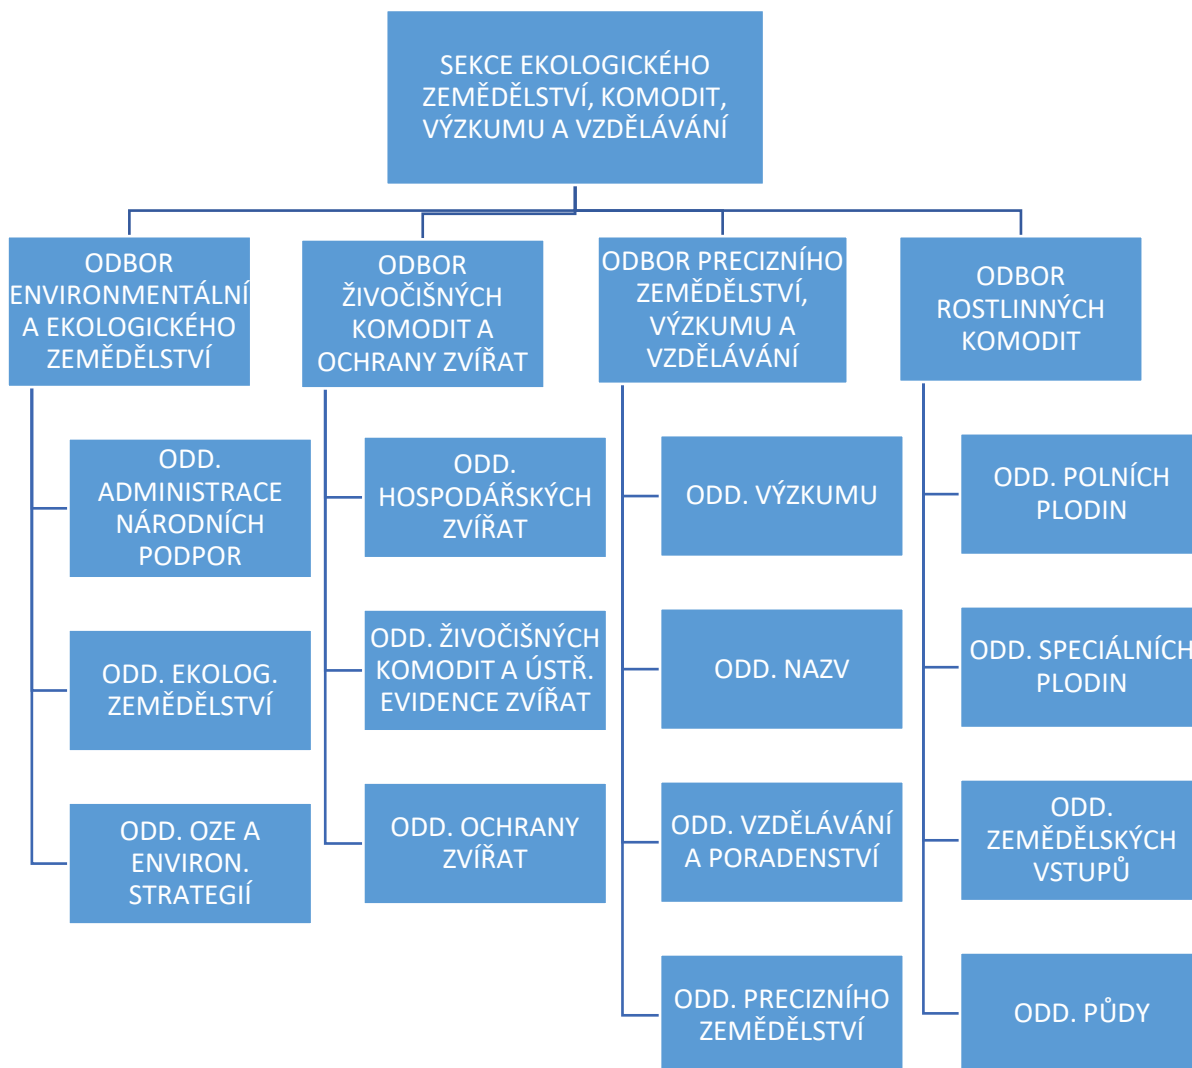 SEKCE EKOLOGICKÉHO
ZEMĚDĚLSTVÍ, KOMODIT,
VÝZKUMU A VZDĚLÁVÁNÍ
ODBOR
ENVIRONMENTÁLNÍ
A EKOLOGICKÉHO
ZEMĚDĚLSTVÍ
ODD.
ADMINISTRACE
NÁRODNÍCH
PODPOR
ODD. EKOLOG.
ZEMĚDĚLSTVÍ
ODD. OZE A
ENVIRON.
STRATEGIÍ
ODBOR
ŽIVOČIŠNÝCH
KOMODIT A
OCHRANY ZVÍŘAT
ODD.
HOSPODÁŘSKÝCH
ZVÍŘAT
ODD. ŽIVOČIŠNÝCH
KOMODIT A ÚSTŘ.
EVIDENCE ZVÍŘAT
ODD. OCHRANY
ZVÍŘAT
ODBOR PRECIZNÍHO
ZEMĚDĚLSTVÍ,
VÝZKUMU A
VZDĚLÁVÁNÍ
ODD. VÝZKUMU
ODD. NAZV
ODD. VZDĚLÁVÁNÍ
A PORADENSTVÍ
ODD. PRECIZNÍHO
ZEMĚDĚLSTVÍ
ODBOR
ROSTLINNÝCH
KOMODIT
ODD. POLNÍCH
PLODIN
ODD. SPECIÁLNÍCH
PLODIN
ODD.
ZEMĚDĚLSKÝCH
VSTUPŮ
ODD. PŮDY